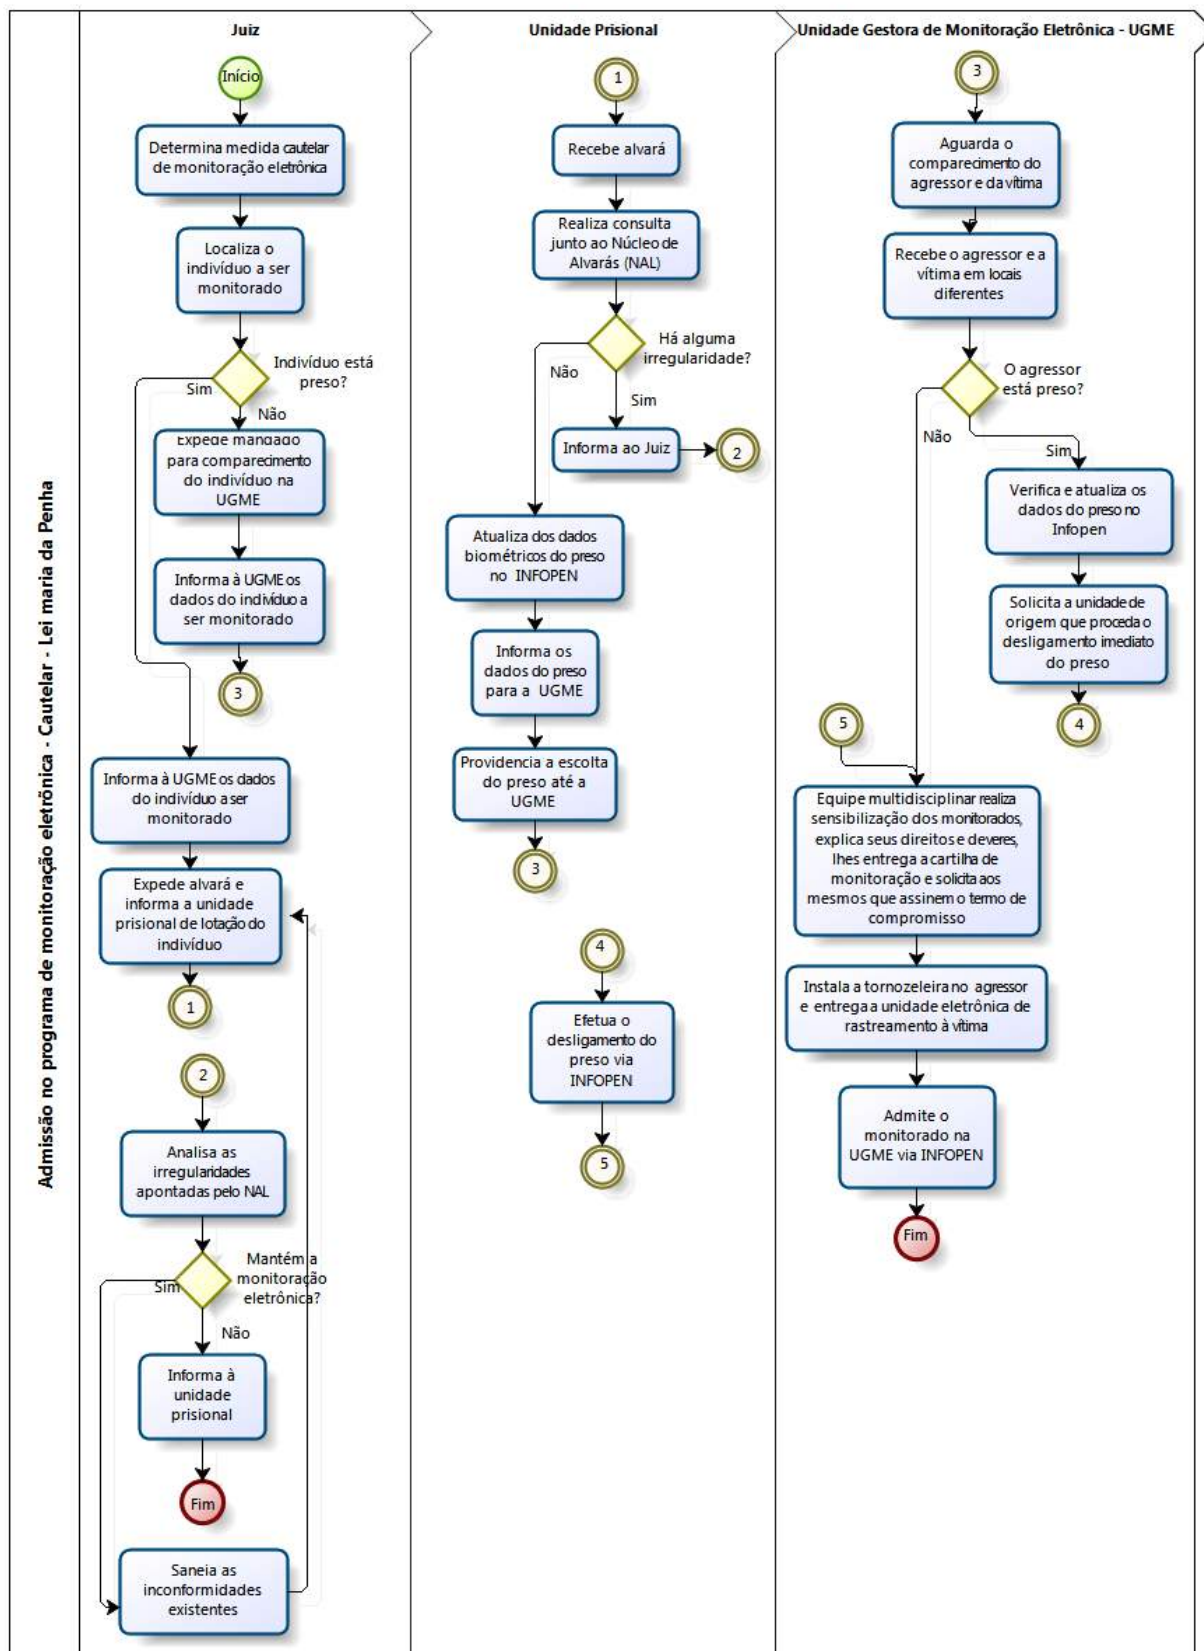 Admissão no programa de monitoração eletrônica - Cautelar - Lei maria da Penha
Juiz
Início
Determina medida cautelar
de monitoração eletrônica
Localiza o
indivíduo a ser
monitorado
Indivíduo está
preso?
Sim
Não
Expede mandado
para comparecimento
do indivíduo na
UGME
Informa à UGME os
dados do indivíduo a
ser monitorado
3
Informa à UGME os dados
do indivíduo a ser
monitorado
Expede alvará e
informa a unidade
prisional de lotação do
indivíduo
1
2
Analisa as
irregularidades
apontadas pelo NAL
Mantém a
monitoração
eletrônica?
Sim
Não
Informa à
unidade
prisional
Fim
Saneia as
inconformidades
existentes
Unidade Prisional
1
Recebe alvará
Realiza consulta
junto ao Núcleo de
Alvarás (NAL)
Há alguma
irregularidade?
Não
Sim
Informa ao Juiz
2
Atualiza dos dados
biométricos do preso
no INFOPEN
Informa os
dados do preso
para a UGME
Providencia a escolta
do preso até a
UGME
3
4
Efetua o
desligamento do
preso via
INFOPEN
5
Unidade Gestora de Monitoração Eletrônica - UGME
3
Aguarda o
comparecimento do
agressor e da vítima
Recebe o agressor e a
vítima em locais
diferentes
O agressor
está preso?
Não
Sim
Verifica e atualiza os
dados do preso no
Infopen
Solicita a unidade de
origem que proceda o
desligamento imediato
do preso
4
5
Equipe multidisciplinar realiza
sensibilização dos monitorados,
explica seus direitos e deveres,
lhes entrega a cartilha de
monitoração e solicita aos
mesmos que assinem o termo de
compromisso
Instala a tornozeleira no agressor
e entrega a unidade eletrônica de
rastreamento à vítima
Admite o
monitorado na
UGME via INFOPEN
Fim